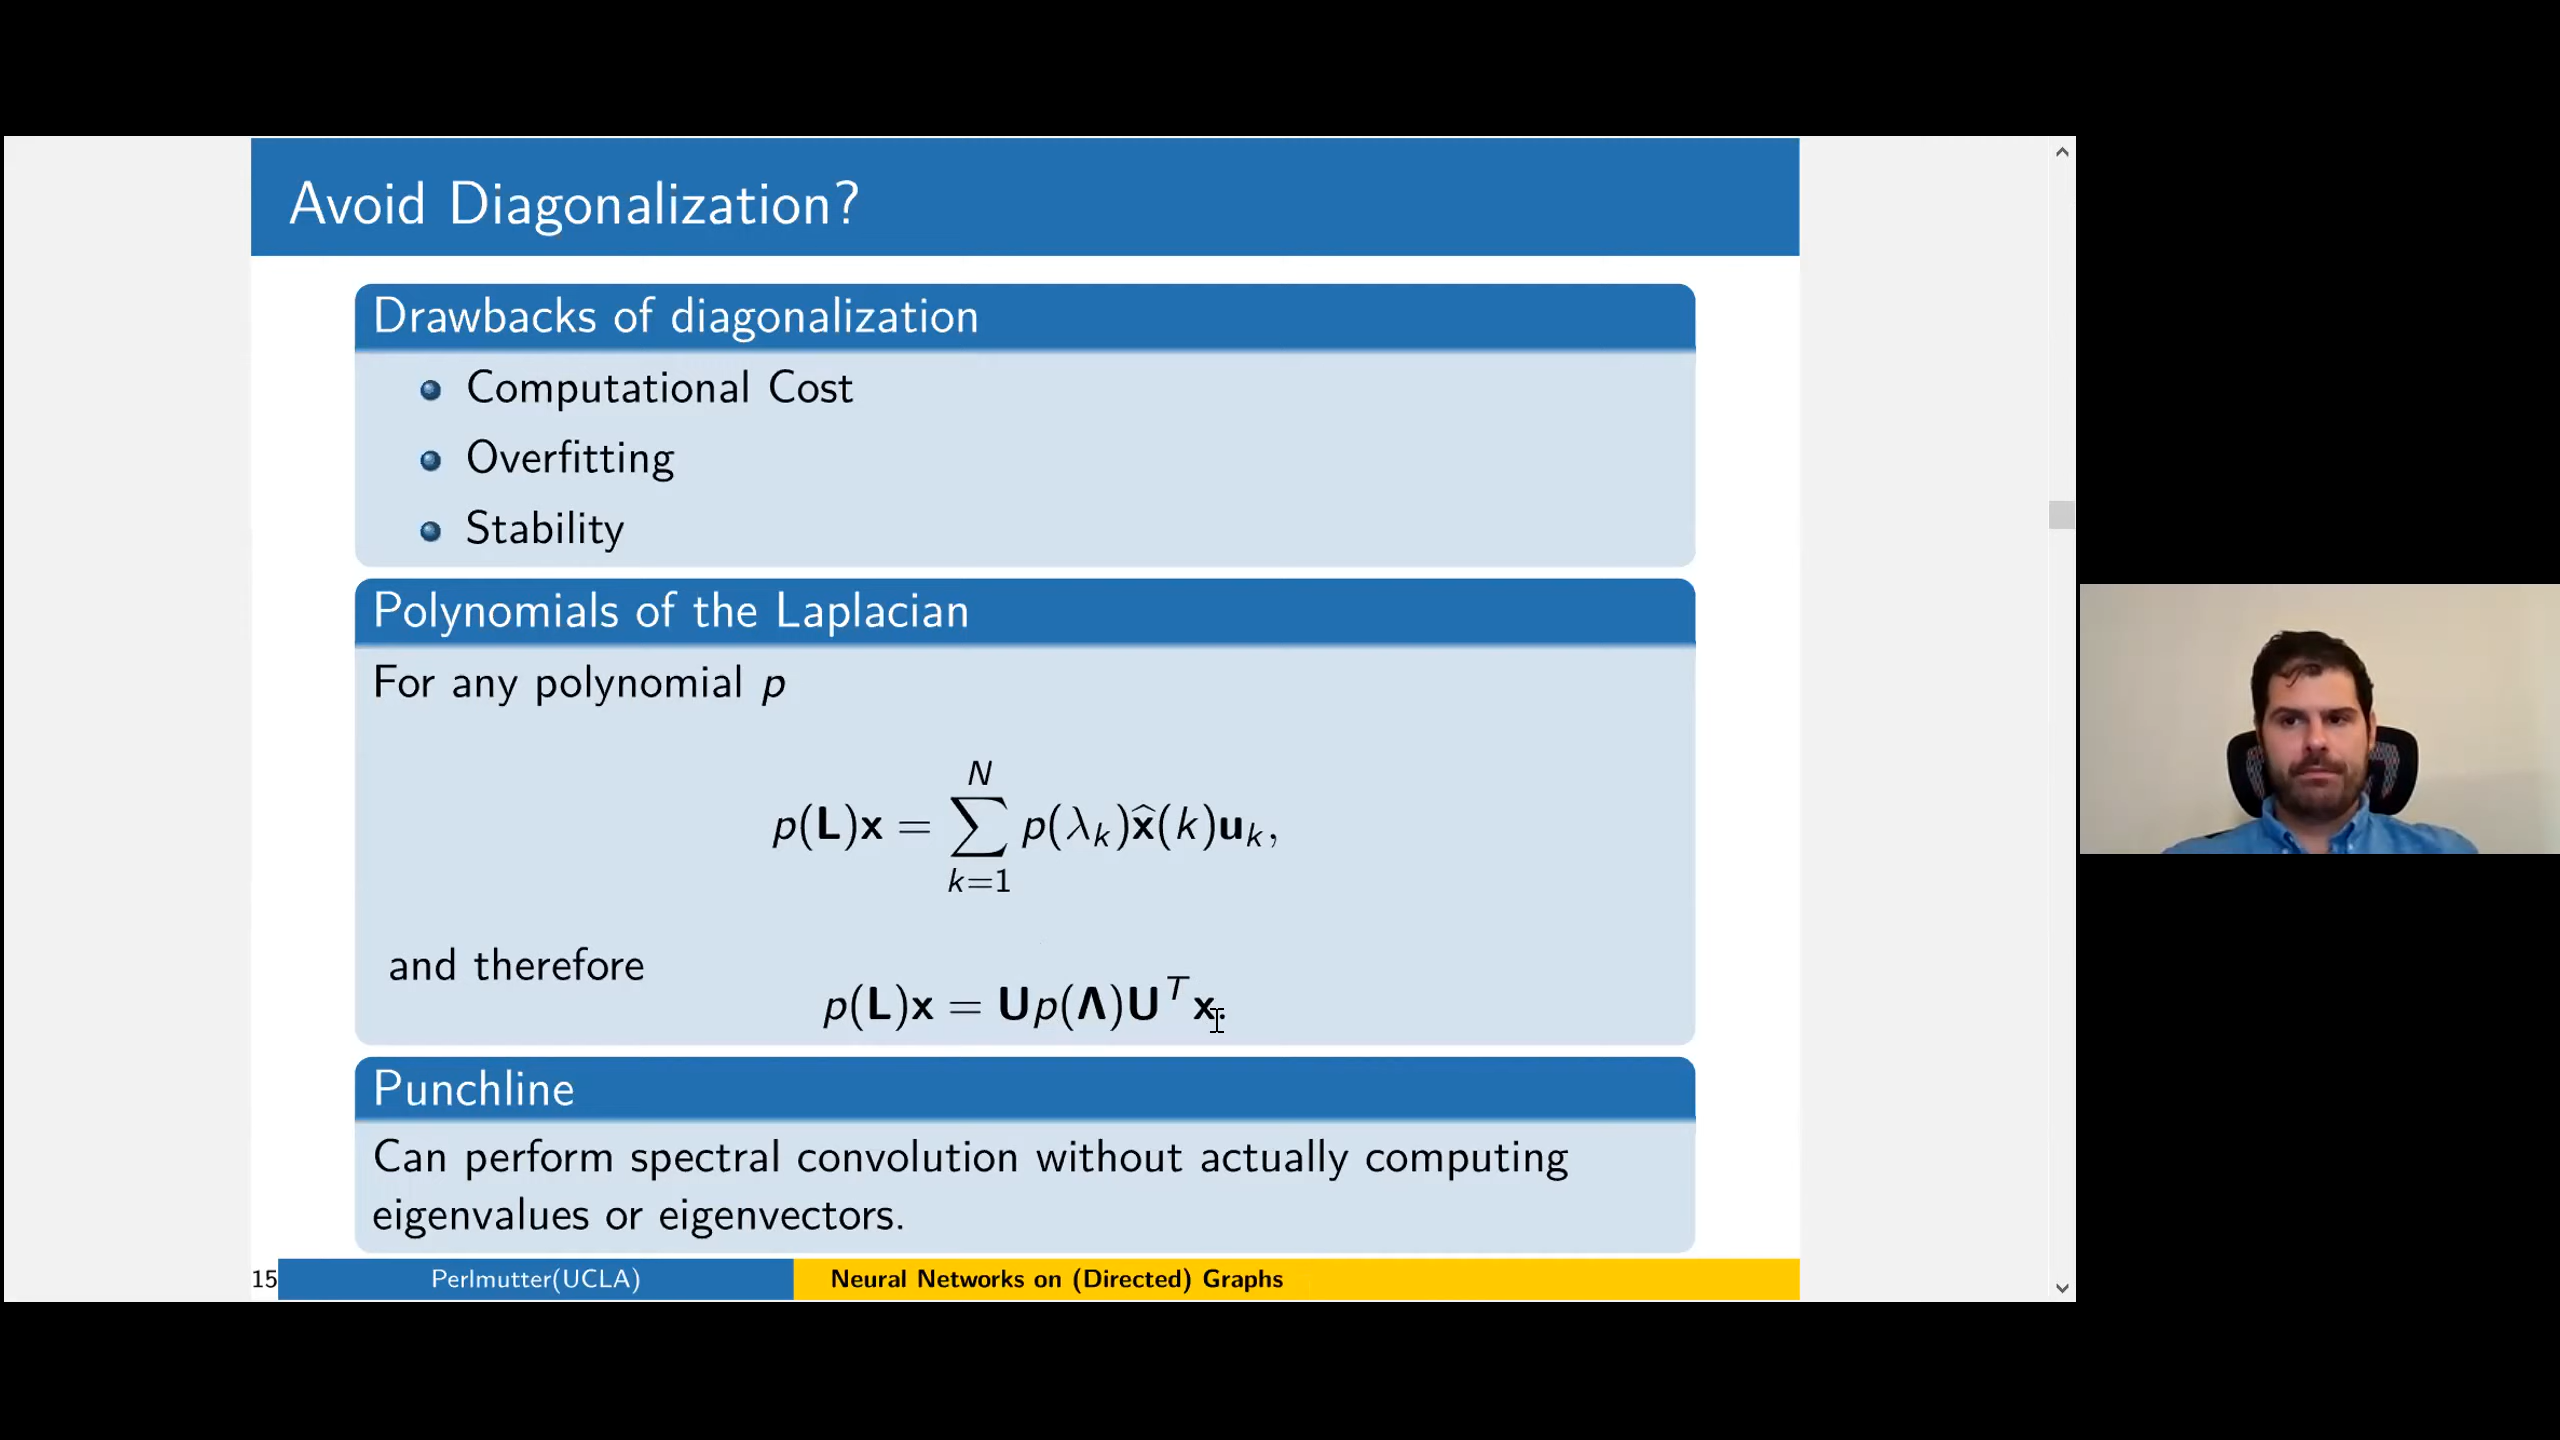 Avoid Diagonalization?
Drawbacks of diagonalization
Computational Cost
Overfitting
Stability
Polynomials of the Laplacian
For any polynomial p
p(L)x = ∑_{k=1}^{N} p(λ_k)x̂(k)u_k,
and therefore
p(L)x = Up(Λ)U^T x.
Punchline
Can perform spectral convolution without actually computing
eigenvalues or eigenvectors.
15 Perlmutter(UCLA) Neural Networks on (Directed) Graphs